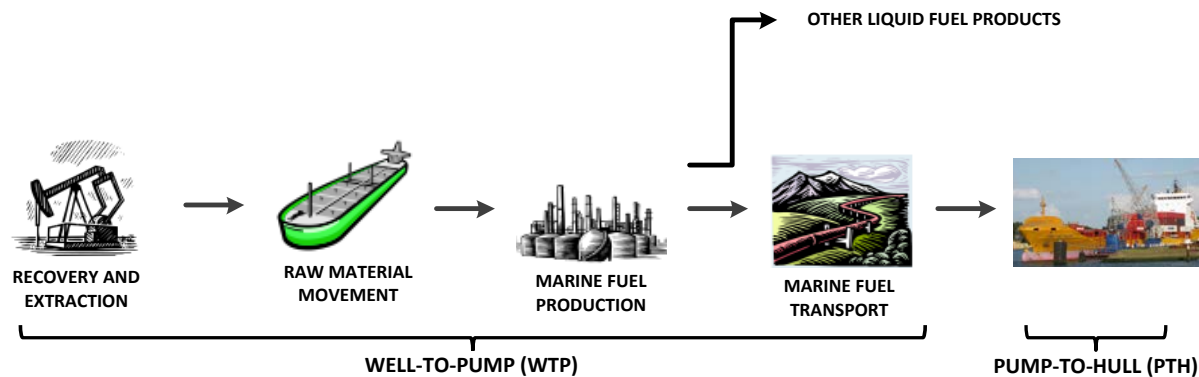 OTHER LIQUID FUEL PRODUCTS
RECOVERY AND
EXTRACTION
RAW MATERIAL
MOVEMENT
MARINE FUEL
PRODUCTION
MARINE FUEL
TRANSPORT
WELL-TO-PUMP (WTP)
PUMP-TO-HULL (PTH)